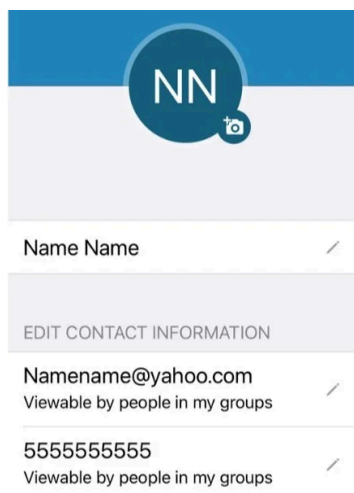 NN
Name Name
EDIT CONTACT INFORMATION
Namename@yahoo.com
Viewable by people in my groups
5555555555
Viewable by people in my groups